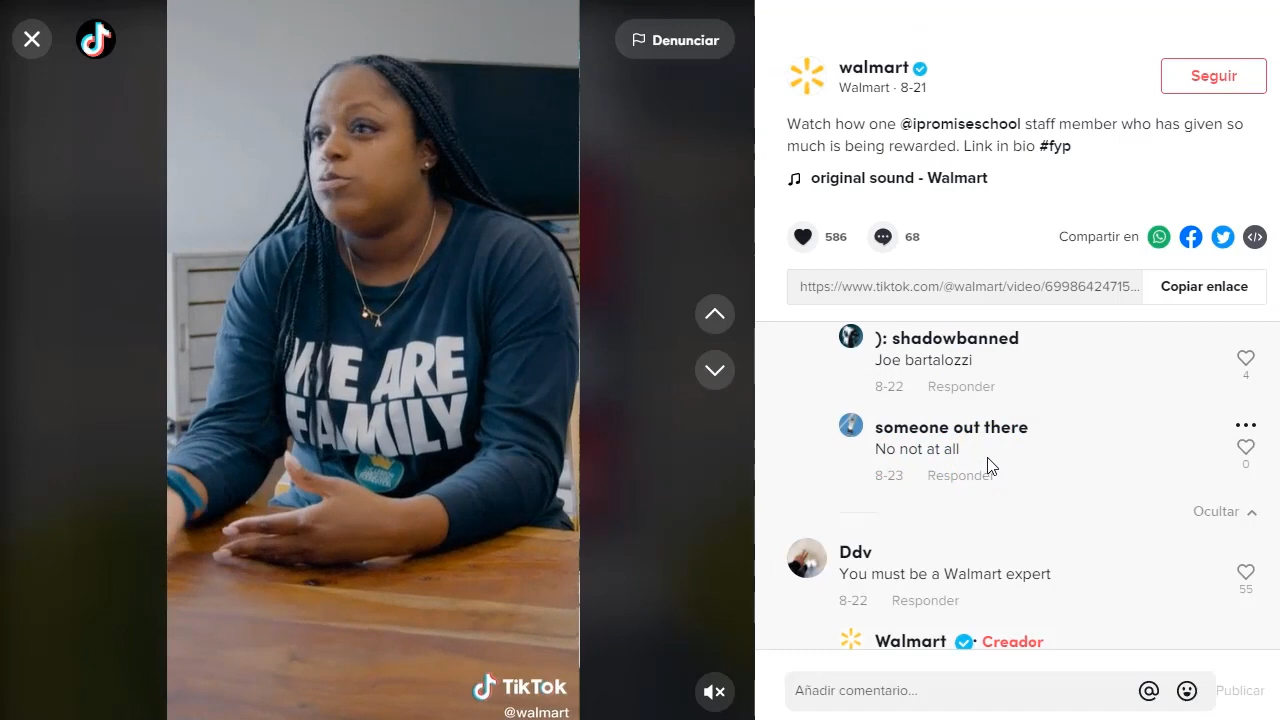 Denunciar
WE ARE
FAMILY
TikTok
@walmart
walmart
Walmart · 8-21
Seguir
Watch how one @ipromiseschool staff member who has given so
much is being rewarded. Link in bio #fyp
original sound - Walmart
586
68
Compartir en
https://www.tiktok.com/@walmart/video/69986424715...
Copiar enlace
): shadowbanned
Joe bartalozzi
4
8-22 Responder
someone out there
No not at all
0
8-23 Responder
Ocultar
Ddv
You must be a Walmart expert
55
8-22 Responder
Walmart · Creador
Añadir comentario...
Publicar